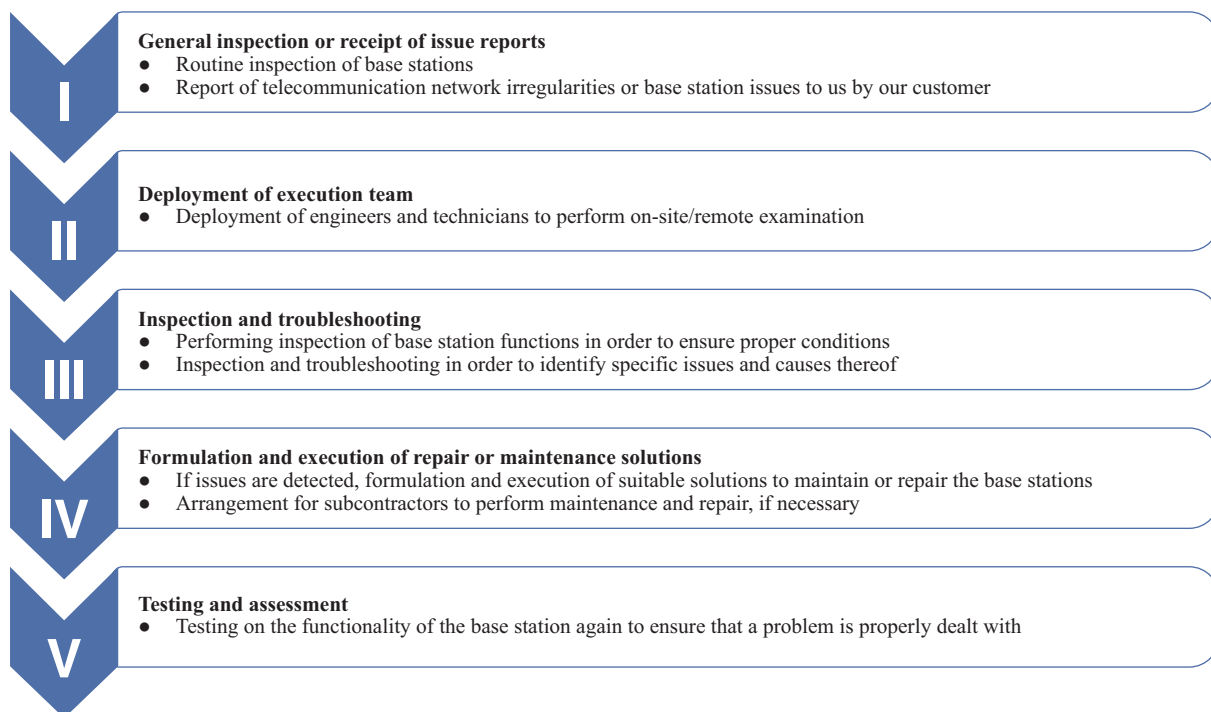 I
General inspection or receipt of issue reports
● Routine inspection of base stations
● Report of telecommunication network irregularities or base station issues to us by our customer
II
Deployment of execution team
● Deployment of engineers and technicians to perform on-site/remote examination
III
Inspection and troubleshooting
● Performing inspection of base station functions in order to ensure proper conditions
● Inspection and troubleshooting in order to identify specific issues and causes thereof
IV
Formulation and execution of repair or maintenance solutions
● If issues are detected, formulation and execution of suitable solutions to maintain or repair the base stations
● Arrangement for subcontractors to perform maintenance and repair, if necessary
V
Testing and assessment
● Testing on the functionality of the base station again to ensure that a problem is properly dealt with